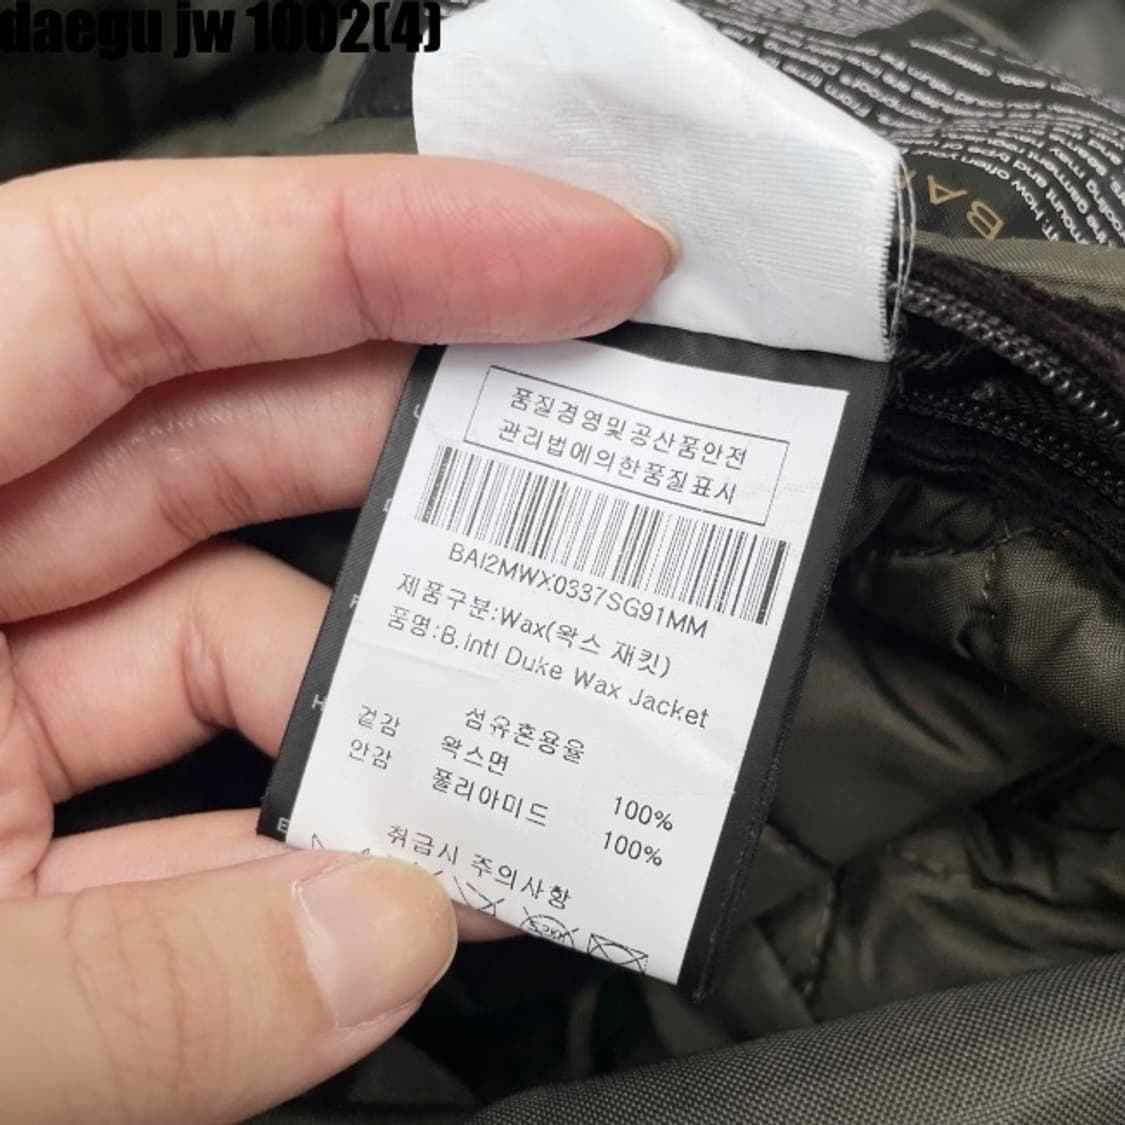 daegu jw 1002(4)
BA
품질경영및공산품안전
관리법에의한품질표시
BAI2MWX0337SG91MM
제품구분:Wax(왁스 재킷)
품명:B.intl Duke Wax Jacket
섬유혼용율
겉감 왁스면 100%
안감 폴리아미드 100%
취급시 주의사항